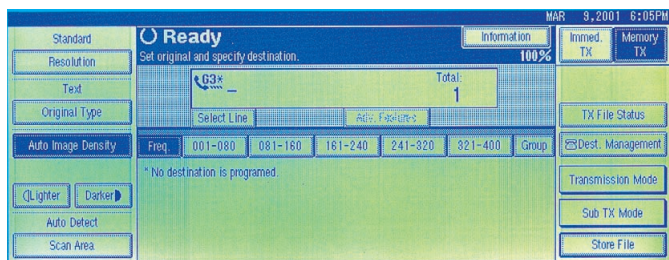 MAR 9,2001 6:05PM
Standard
Resolution
Text
Original Type
Auto Image Density
Lighter
Darker
Auto Detect
Scan Area
Ready
Information
Set original and specify destination.
100%
G3*
Total:
1
Select Line
Adv. Features
Freq.
001-080
081-160
161-240
241-320
321-400
Group
* No destination is programed.
Immed. TX
Memory TX
TX File Status
Dest. Management
Transmission Mode
Sub TX Mode
Store File